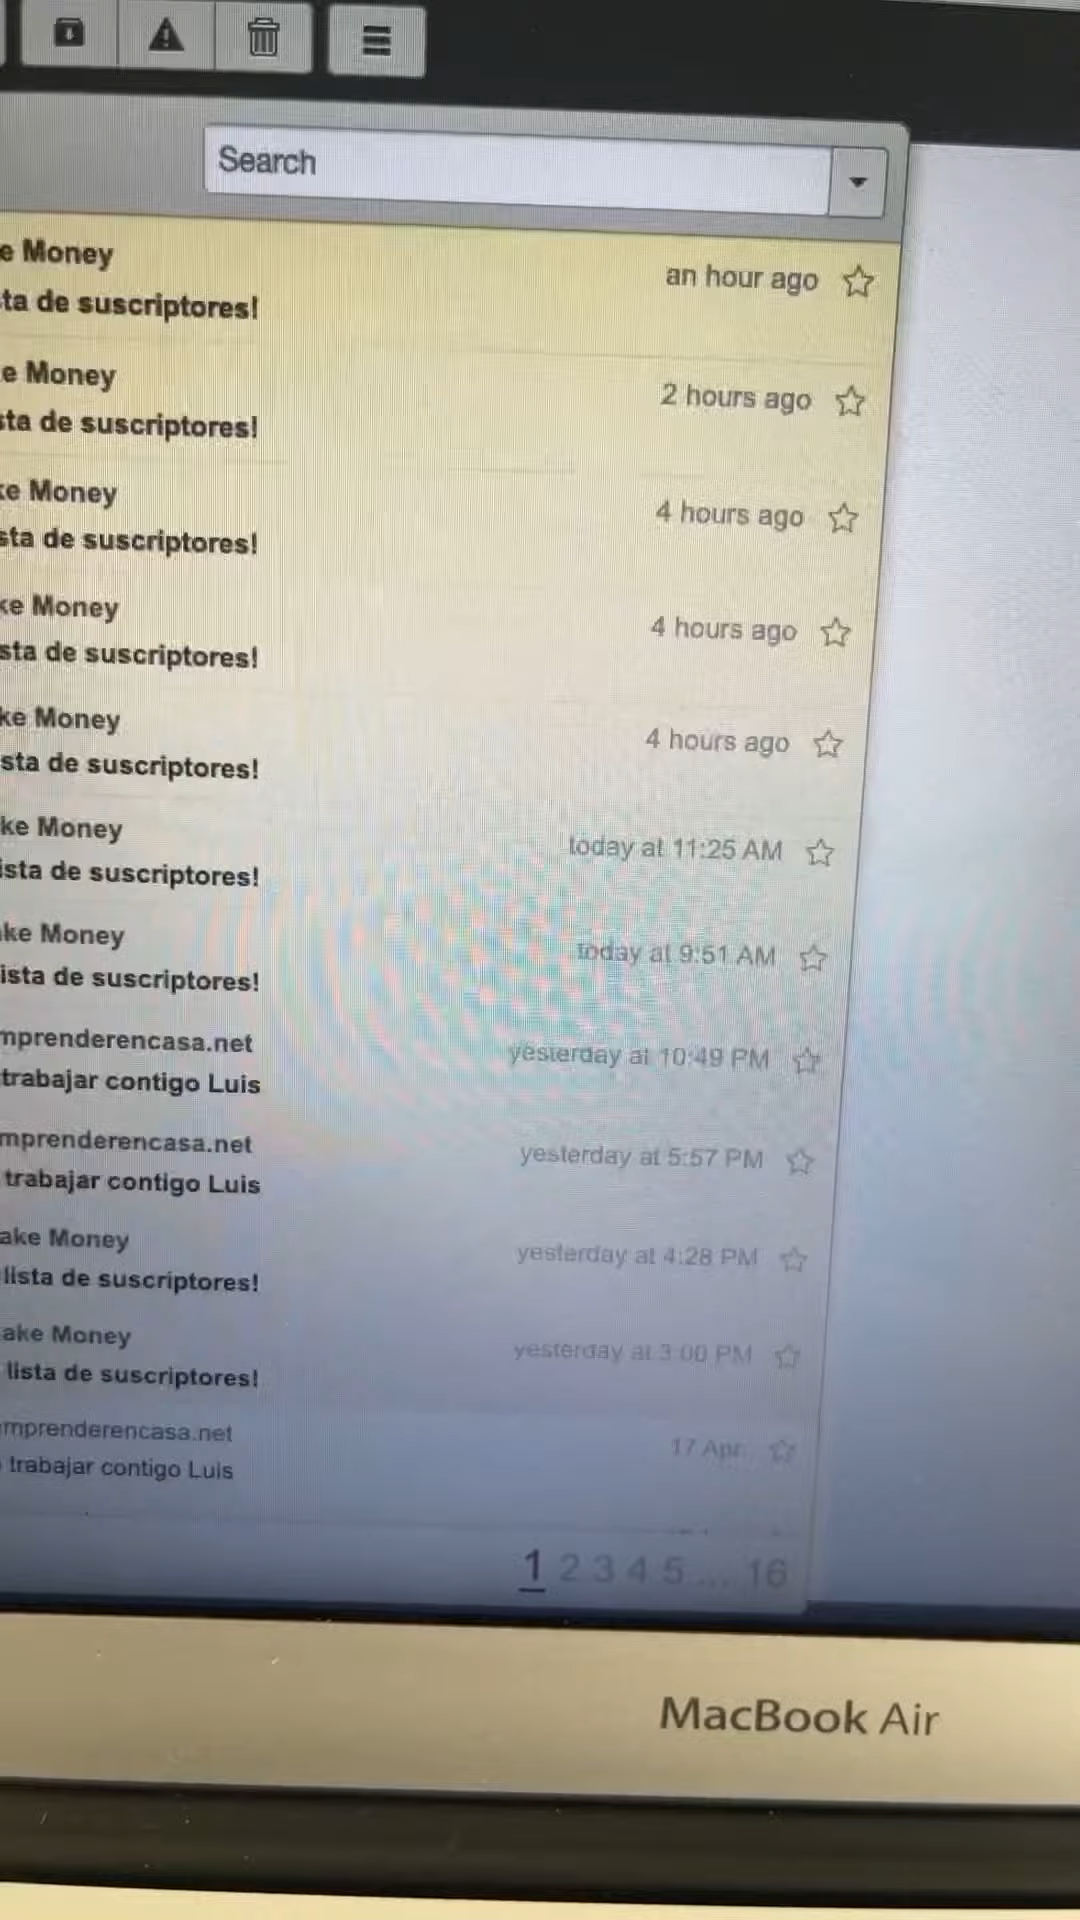 Search
e Money
an hour ago
ta de suscriptores!
e Money
2 hours ago
sta de suscriptores!
ke Money
4 hours ago
sta de suscriptores!
ke Money
4 hours ago
sta de suscriptores!
ke Money
4 hours ago
sta de suscriptores!
ke Money
today at 11:25 AM
ista de suscriptores!
ake Money
today at 9:51 AM
ista de suscriptores!
mprenderencasa.net
yesterday at 10:49 PM
trabajar contigo Luis
mprenderencasa.net
yesterday at 5:57 PM
trabajar contigo Luis
ake Money
yesterday at 4:28 PM
lista de suscriptores!
ake Money
yesterday at 3:00 PM
lista de suscriptores!
mprenderencasa.net
17 Apr
trabajar contigo Luis
1 2 3 4 5 ... 16
MacBook Air